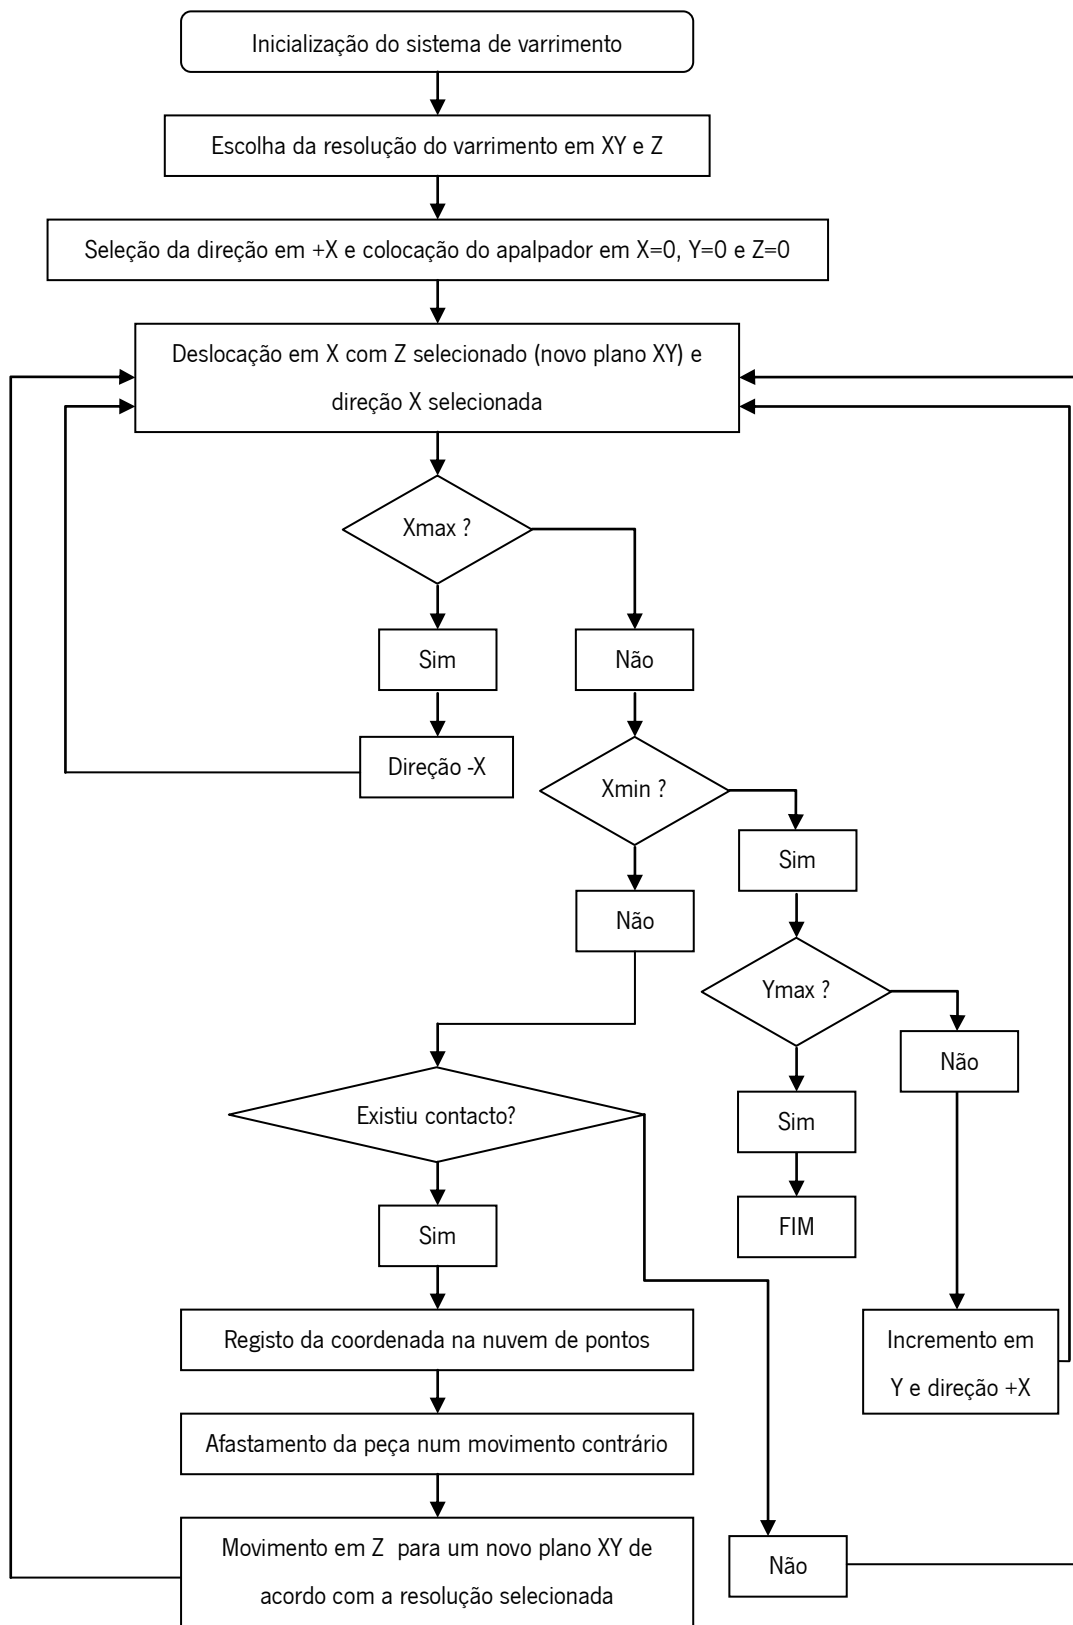 Inicialização do sistema de varrimento
Escolha da resolução do varrimento em XY e Z
Seleção da direção em +X e colocação do apalpador em X=0, Y=0 e Z=0
Deslocação em X com Z selecionado (novo plano XY) e
direção X selecionada
Xmax ?
Sim
Não
Direção -X
Xmin ?
Sim
Não
Ymax ?
Não
Existiu contacto?
Sim
Sim
FIM
Registo da coordenada na nuvem de pontos
Incremento em
Y e direção +X
Afastamento da peça num movimento contrário
Movimento em Z para um novo plano XY de
acordo com a resolução selecionada
Não